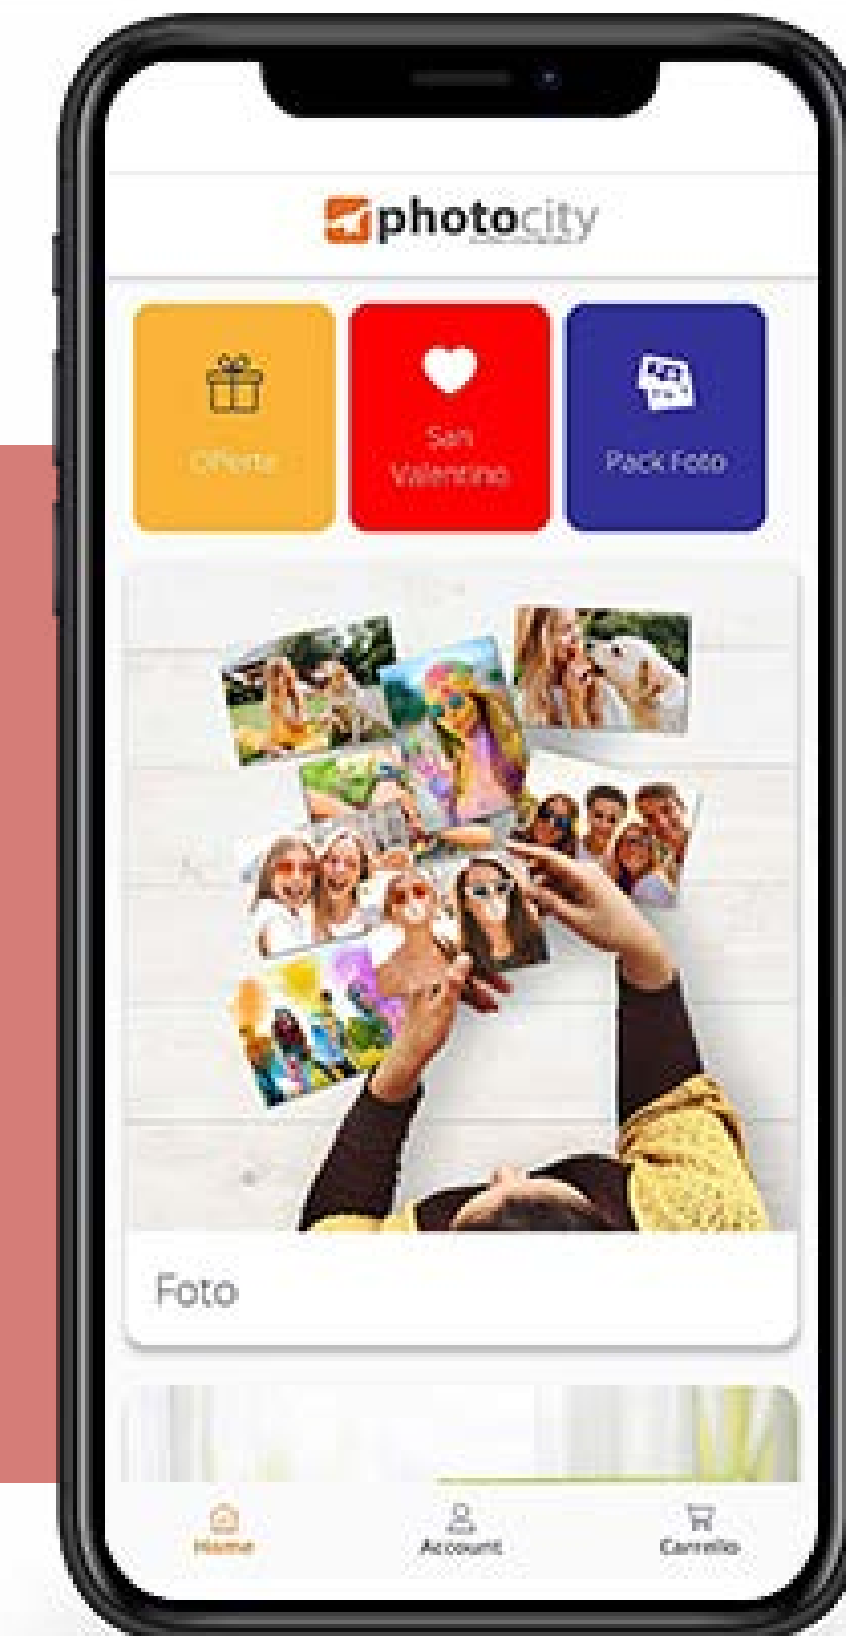 photocity
Offerte
San
Valentino
Pack Foto
Foto
Home
Account
Carrello